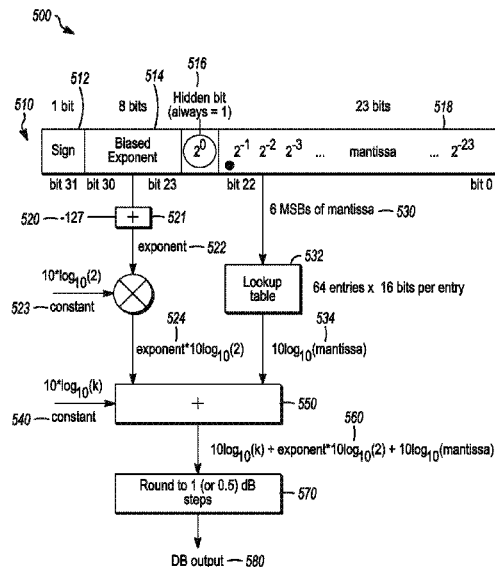 500
516
514
512
Hidden bit
(always = 1)
510
1 bit
8 bits
23 bits
518
Sign
Biased
Exponent
2^0
2^-1 2^-2 2^-3 ... mantissa ... 2^-23
bit 31 bit 30 bit 23 bit 22 bit 0
520 -127 + 521
6 MSBs of mantissa 530
exponent 522
532
10*log10(2)
Lookup
table
64 entries x 16 bits per entry
523 constant
524
534
exponent*10log10(2)
10log10(mantissa)
10*log10(k)
+ 550
560
540 constant
10log10(k) + exponent*10log10(2) + 10log10(mantissa)
Round to 1 (or 0.5) dB
steps
570
DB output 580